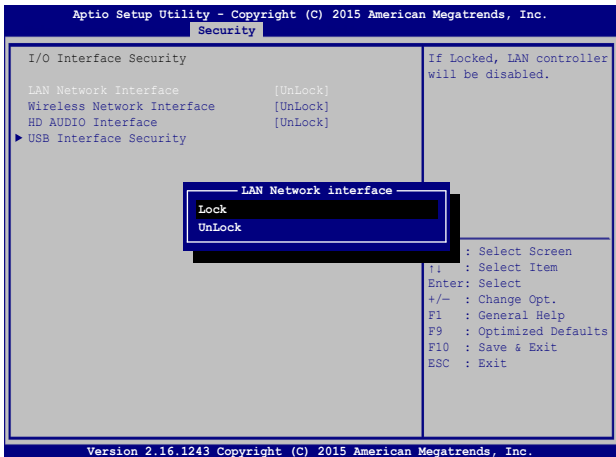 Aptio Setup Utility - Copyright (C) 2015 American Megatrends, Inc.
Security
I/O Interface Security
LAN Network Interface [UnLock]
Wireless Network Interface [UnLock]
HD AUDIO Interface [UnLock]
► USB Interface Security
If Locked, LAN controller
will be disabled.
LAN Network interface
Lock
UnLock
: Select Screen
↑↓ : Select Item
Enter: Select
+/— : Change Opt.
F1 : General Help
F9 : Optimized Defaults
F10 : Save & Exit
ESC : Exit
Version 2.16.1243 Copyright (C) 2015 American Megatrends, Inc.